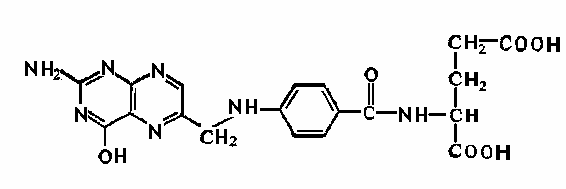 CH₂—COOH
O
NH₂ N N CH₂
NH C—NH—CH
N N
CH₂
OH COOH